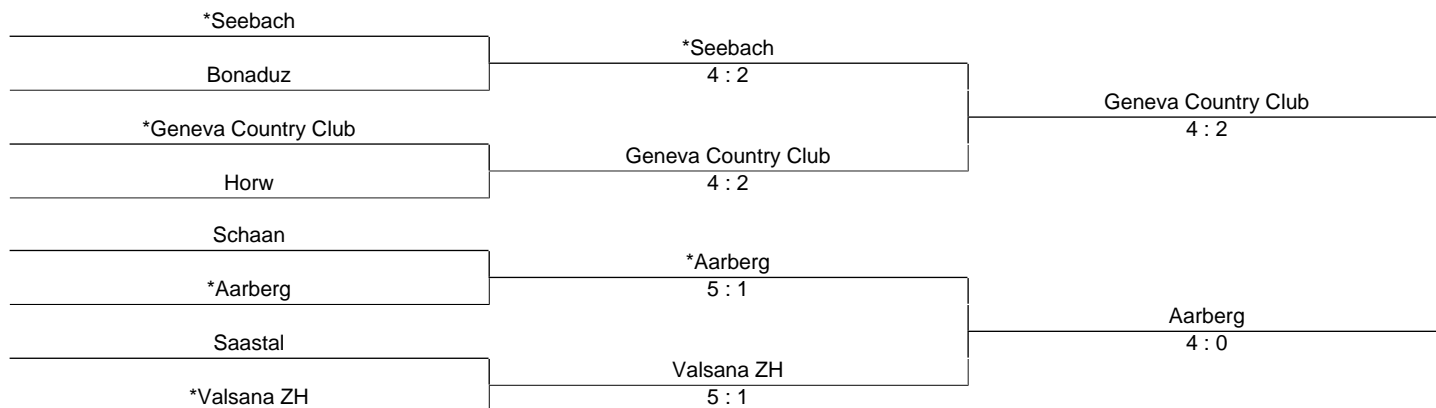 *Seebach
Bonaduz
*Geneva Country Club
Horw
Schaan
*Aarberg
Saastal
*Valsana ZH
*Seebach
4 : 2
Geneva Country Club
4 : 2
*Aarberg
5 : 1
Valsana ZH
5 : 1
Geneva Country Club
4 : 2
Aarberg
4 : 0